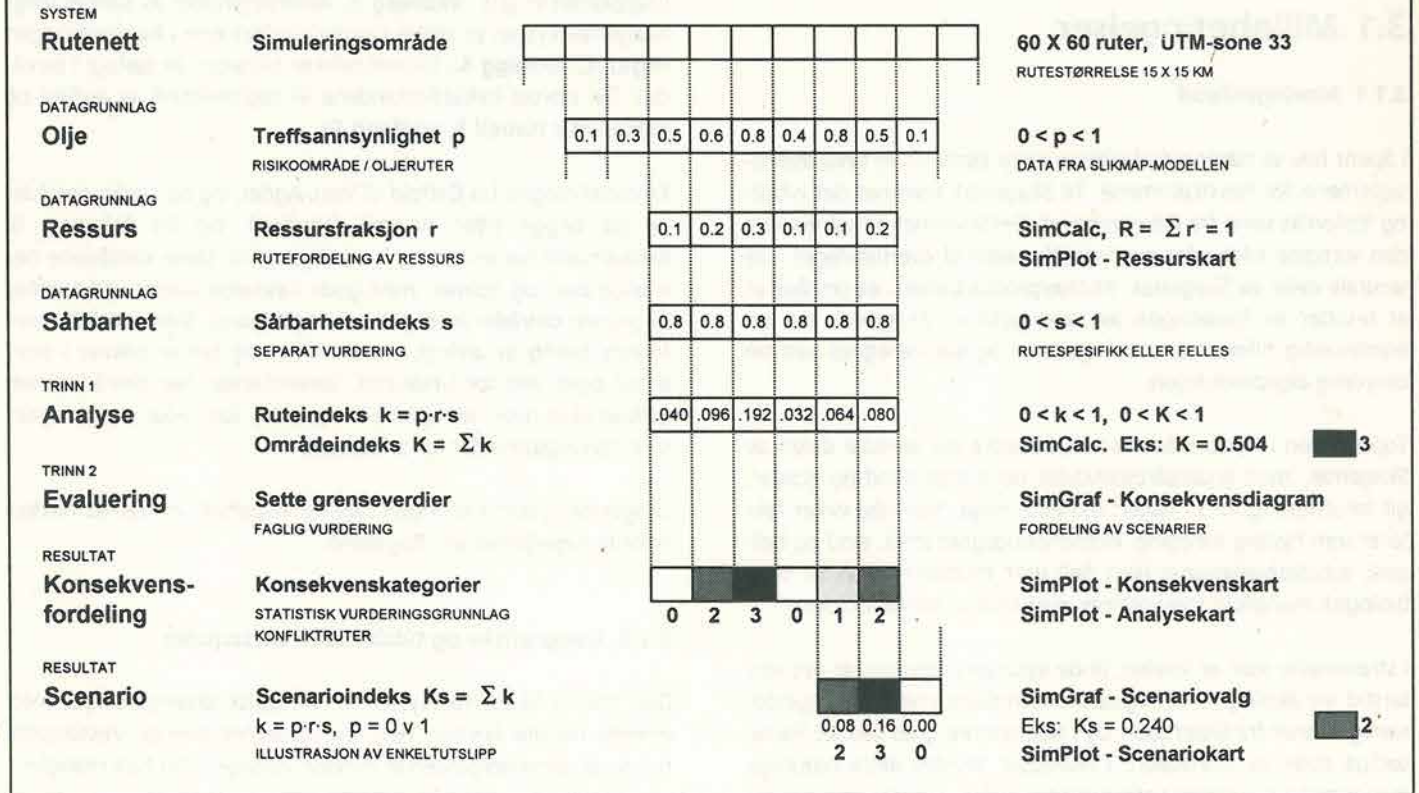 SYSTEM
Rutenett Simuleringsområde 60 X 60 ruter, UTM-sone 33
RUTESTØRRELSE 15 X 15 KM
DATAGRUNNLAG
Olje Treffsannsynlighet p 0.1 0.3 0.5 0.6 0.8 0.4 0.8 0.5 0.1 0 < p < 1
RISIKOOMRÅDE / OLJERUTER DATA FRA SLIKMAP-MODELLEN
DATAGRUNNLAG
Ressurs Ressursfraksjon r 0.1 0.2 0.3 0.1 0.1 0.2 SimCalc, R = Σ r = 1
RUTEFORDELING AV RESSURS SimPlot - Ressurskart
DATAGRUNNLAG
Sårbarhet Sårbarhetsindeks s 0.8 0.8 0.8 0.8 0.8 0.8 0 < s < 1
SEPARAT VURDERING RUTESPESIFIKK ELLER FELLES
TRINN 1
Analyse Ruteindeks k = p·r·s .040 .096 .192 .032 .064 .080 0 < k < 1, 0 < K < 1
Områdeindeks K = Σ k SimCalc. Eks: K = 0.504 3
TRINN 2
Evaluering Sette grenseverdier SimGraf - Konsekvensdiagram
FAGLIG VURDERING FORDELING AV SCENARIER
RESULTAT
Konsekvens- Konsekvenskategorier SimPlot - Konsekvenskart
fordeling STATISTISK VURDERINGSGRUNNLAG 0 2 3 0 1 2 SimPlot - Analysekart
KONFLIKTRUTER
RESULTAT
Scenario Scenarioindeks Ks = Σ k SimGraf - Scenariovalg
k = p·r·s, p = 0 v 1 0.08 0.16 0.00 Eks: Ks = 0.240 2
ILLUSTRASJON AV ENKELTUTSLIPP 2 3 0 SimPlot - Scenariokart